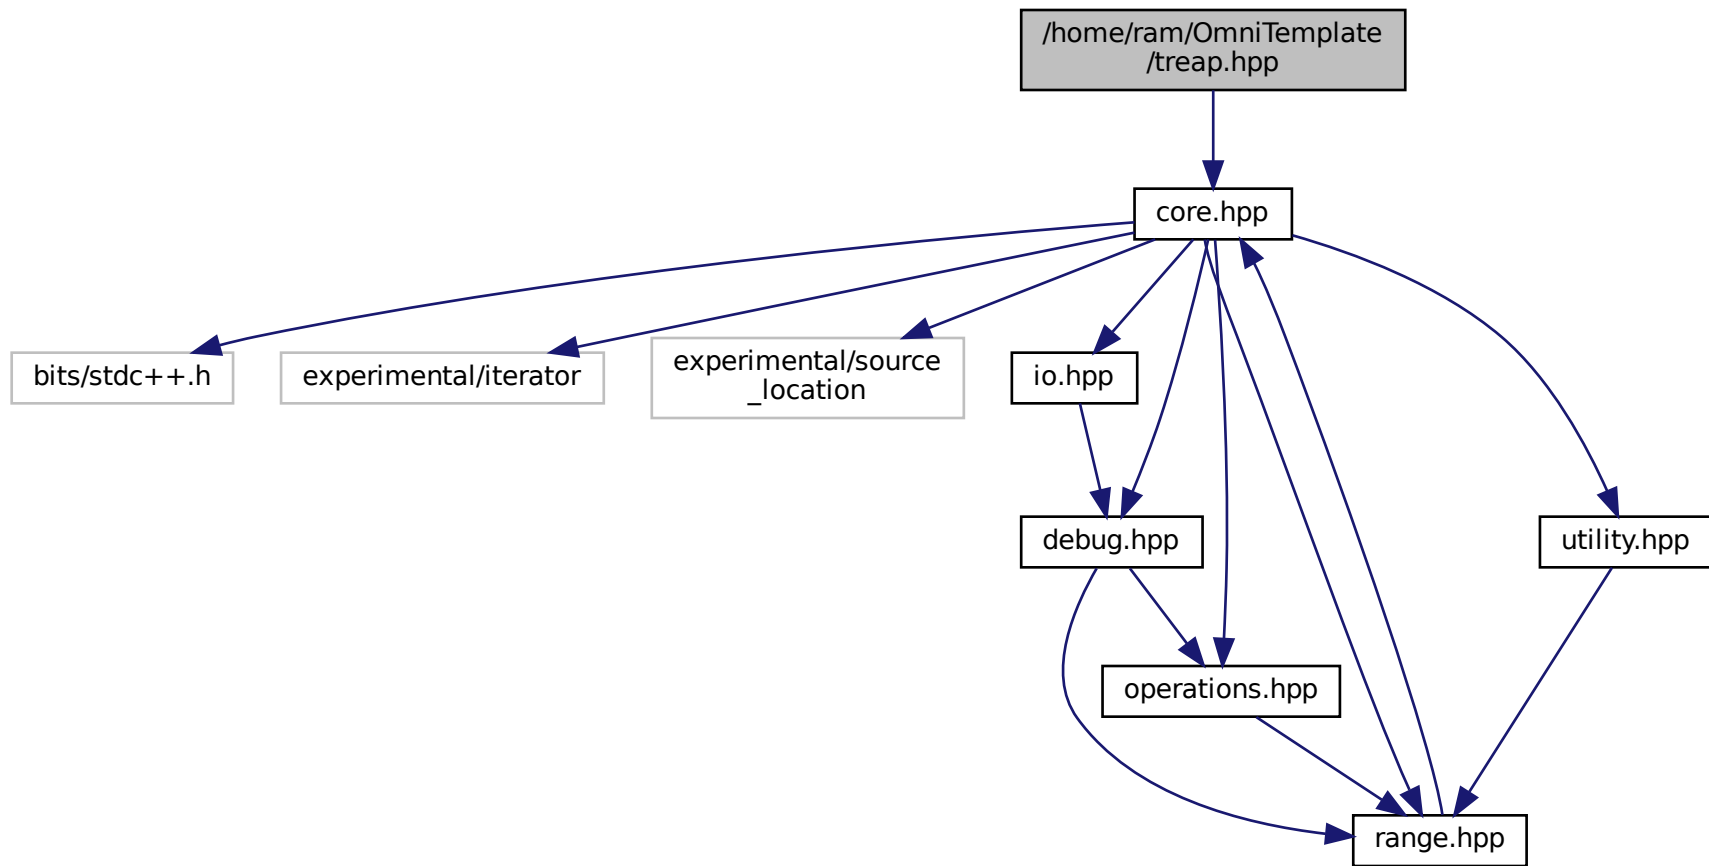 /home/ram/OmniTemplate
/treap.hpp
core.hpp
bits/stdc++.h
experimental/iterator
experimental/source
_location
io.hpp
debug.hpp
utility.hpp
operations.hpp
range.hpp